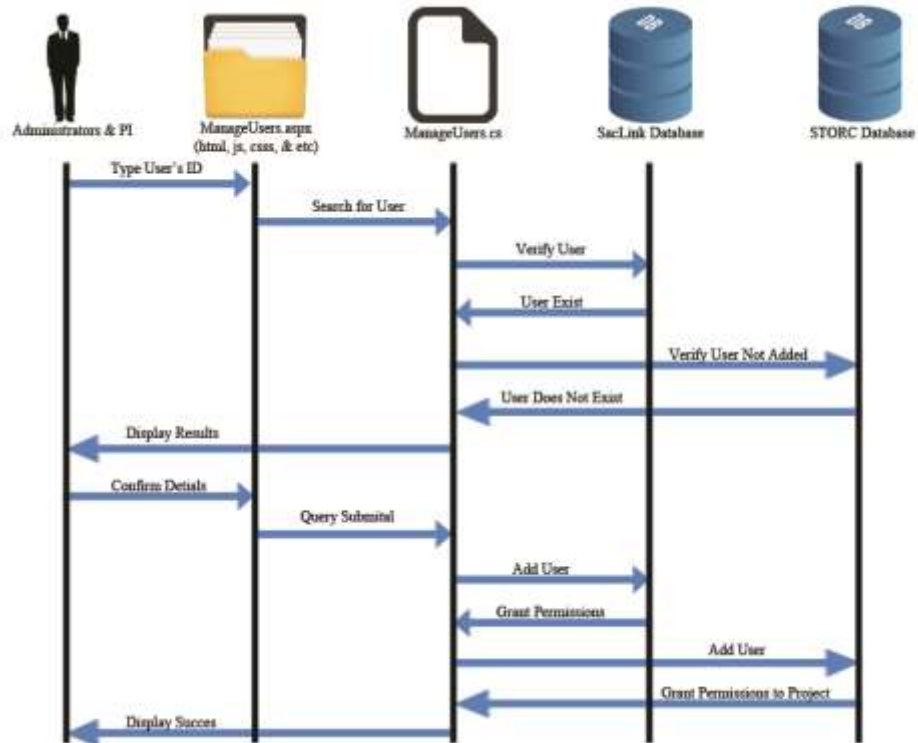 Administrators & PI
ManageUsers.aspx
(html, js, csss, & etc)
ManageUsers.cs
SacLink Database
STORC Database
Type User's ID
Search for User
Verify User
User Exist
Verify User Not Added
User Does Not Exist
Display Results
Confirm Detials
Query Submital
Add User
Grant Permissions
Add User
Grant Permissions to Project
Display Succes